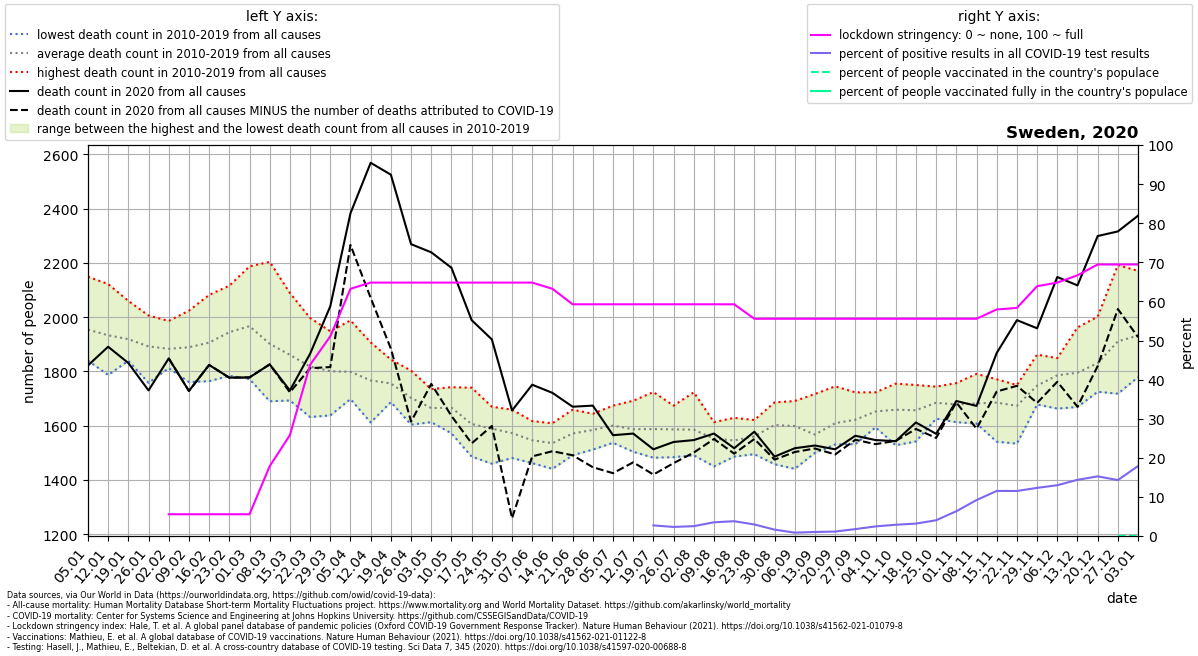 left Y axis:
lowest death count in 2010-2019 from all causes
average death count in 2010-2019 from all causes
highest death count in 2010-2019 from all causes
death count in 2020 from all causes
death count in 2020 from all causes MINUS the number of deaths attributed to COVID-19
range between the highest and the lowest death count from all causes in 2010-2019
right Y axis:
lockdown stringency: 0 ~ none, 100 ~ full
percent of positive results in all COVID-19 test results
percent of people vaccinated in the country's populace
percent of people vaccinated fully in the country's populace
Sweden, 2020
number of people
2600
2400
2200
2000
1800
1600
1400
1200
100
90
80
70
60
50
40
30
20
10
0
percent
05.01 12.01 19.01 26.01 02.02 09.02 16.02 23.02 01.03 08.03 15.03 22.03 29.03 05.04 12.04 19.04 26.04 03.05 10.05 17.05 24.05 31.05 07.06 14.06 21.06 28.06 05.07 12.07 19.07 26.07 02.08 09.08 16.08 23.08 30.08 06.09 13.09 20.09 27.09 04.10 11.10 18.10 25.10 01.11 08.11 15.11 22.11 29.11 06.12 13.12 20.12 27.12 03.01
date
Data sources, via Our World in Data (https://ourworldindata.org, https://github.com/owid/covid-19-data):
- All-cause mortality: Human Mortality Database Short-term Mortality Fluctuations project. https://www.mortality.org and World Mortality Dataset. https://github.com/akarlinsky/world_mortality
- COVID-19 mortality: Center for Systems Science and Engineering at Johns Hopkins University. https://github.com/CSSEGISandData/COVID-19
- Lockdown stringency index: Hale, T. et al. A global panel database of pandemic policies (Oxford COVID-19 Government Response Tracker). Nature Human Behaviour (2021). https://doi.org/10.1038/s41562-021-01079-8
- Vaccinations: Mathieu, E. et al. A global database of COVID-19 vaccinations. Nature Human Behaviour (2021). https://doi.org/10.1038/s41562-021-01122-8
- Testing: Hasell, J., Mathieu, E., Beltekian, D. et al. A cross-country database of COVID-19 testing. Sci Data 7, 345 (2020). https://doi.org/10.1038/s41597-020-00688-8